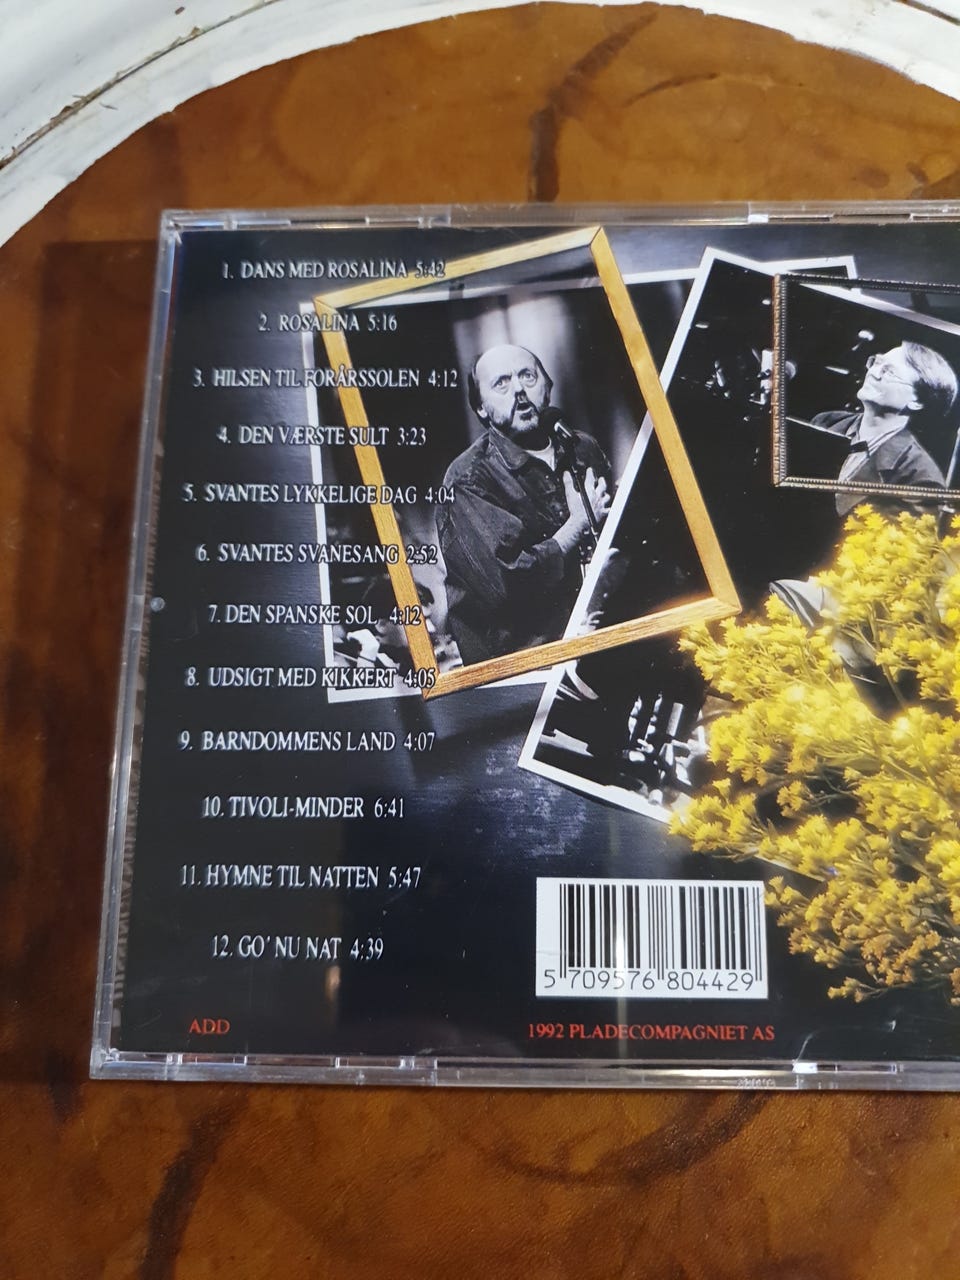 1. DANS MED ROSALINA 5:42
2. ROSALINA 5:16
3. HILSEN TIL FORÅRSSOLEN 4:12
4. DEN VÆRSTE SULT 3:23
5. SVANTES LYKKELIGE DAG 4:04
6. SVANTES SVANESANG 2:52
7. DEN SPANSKE SOL 4:12
8. UDSIGT MED KIKKERT 4:05
9. BARNDOMMENS LAND 4:07
10. TIVOLI-MINDER 6:41
11. HYMNE TIL NATTEN 5:47
12. GO' NU NAT 4:39
5 709576 804429
ADD
1992 PLADECOMPAGNIET AS